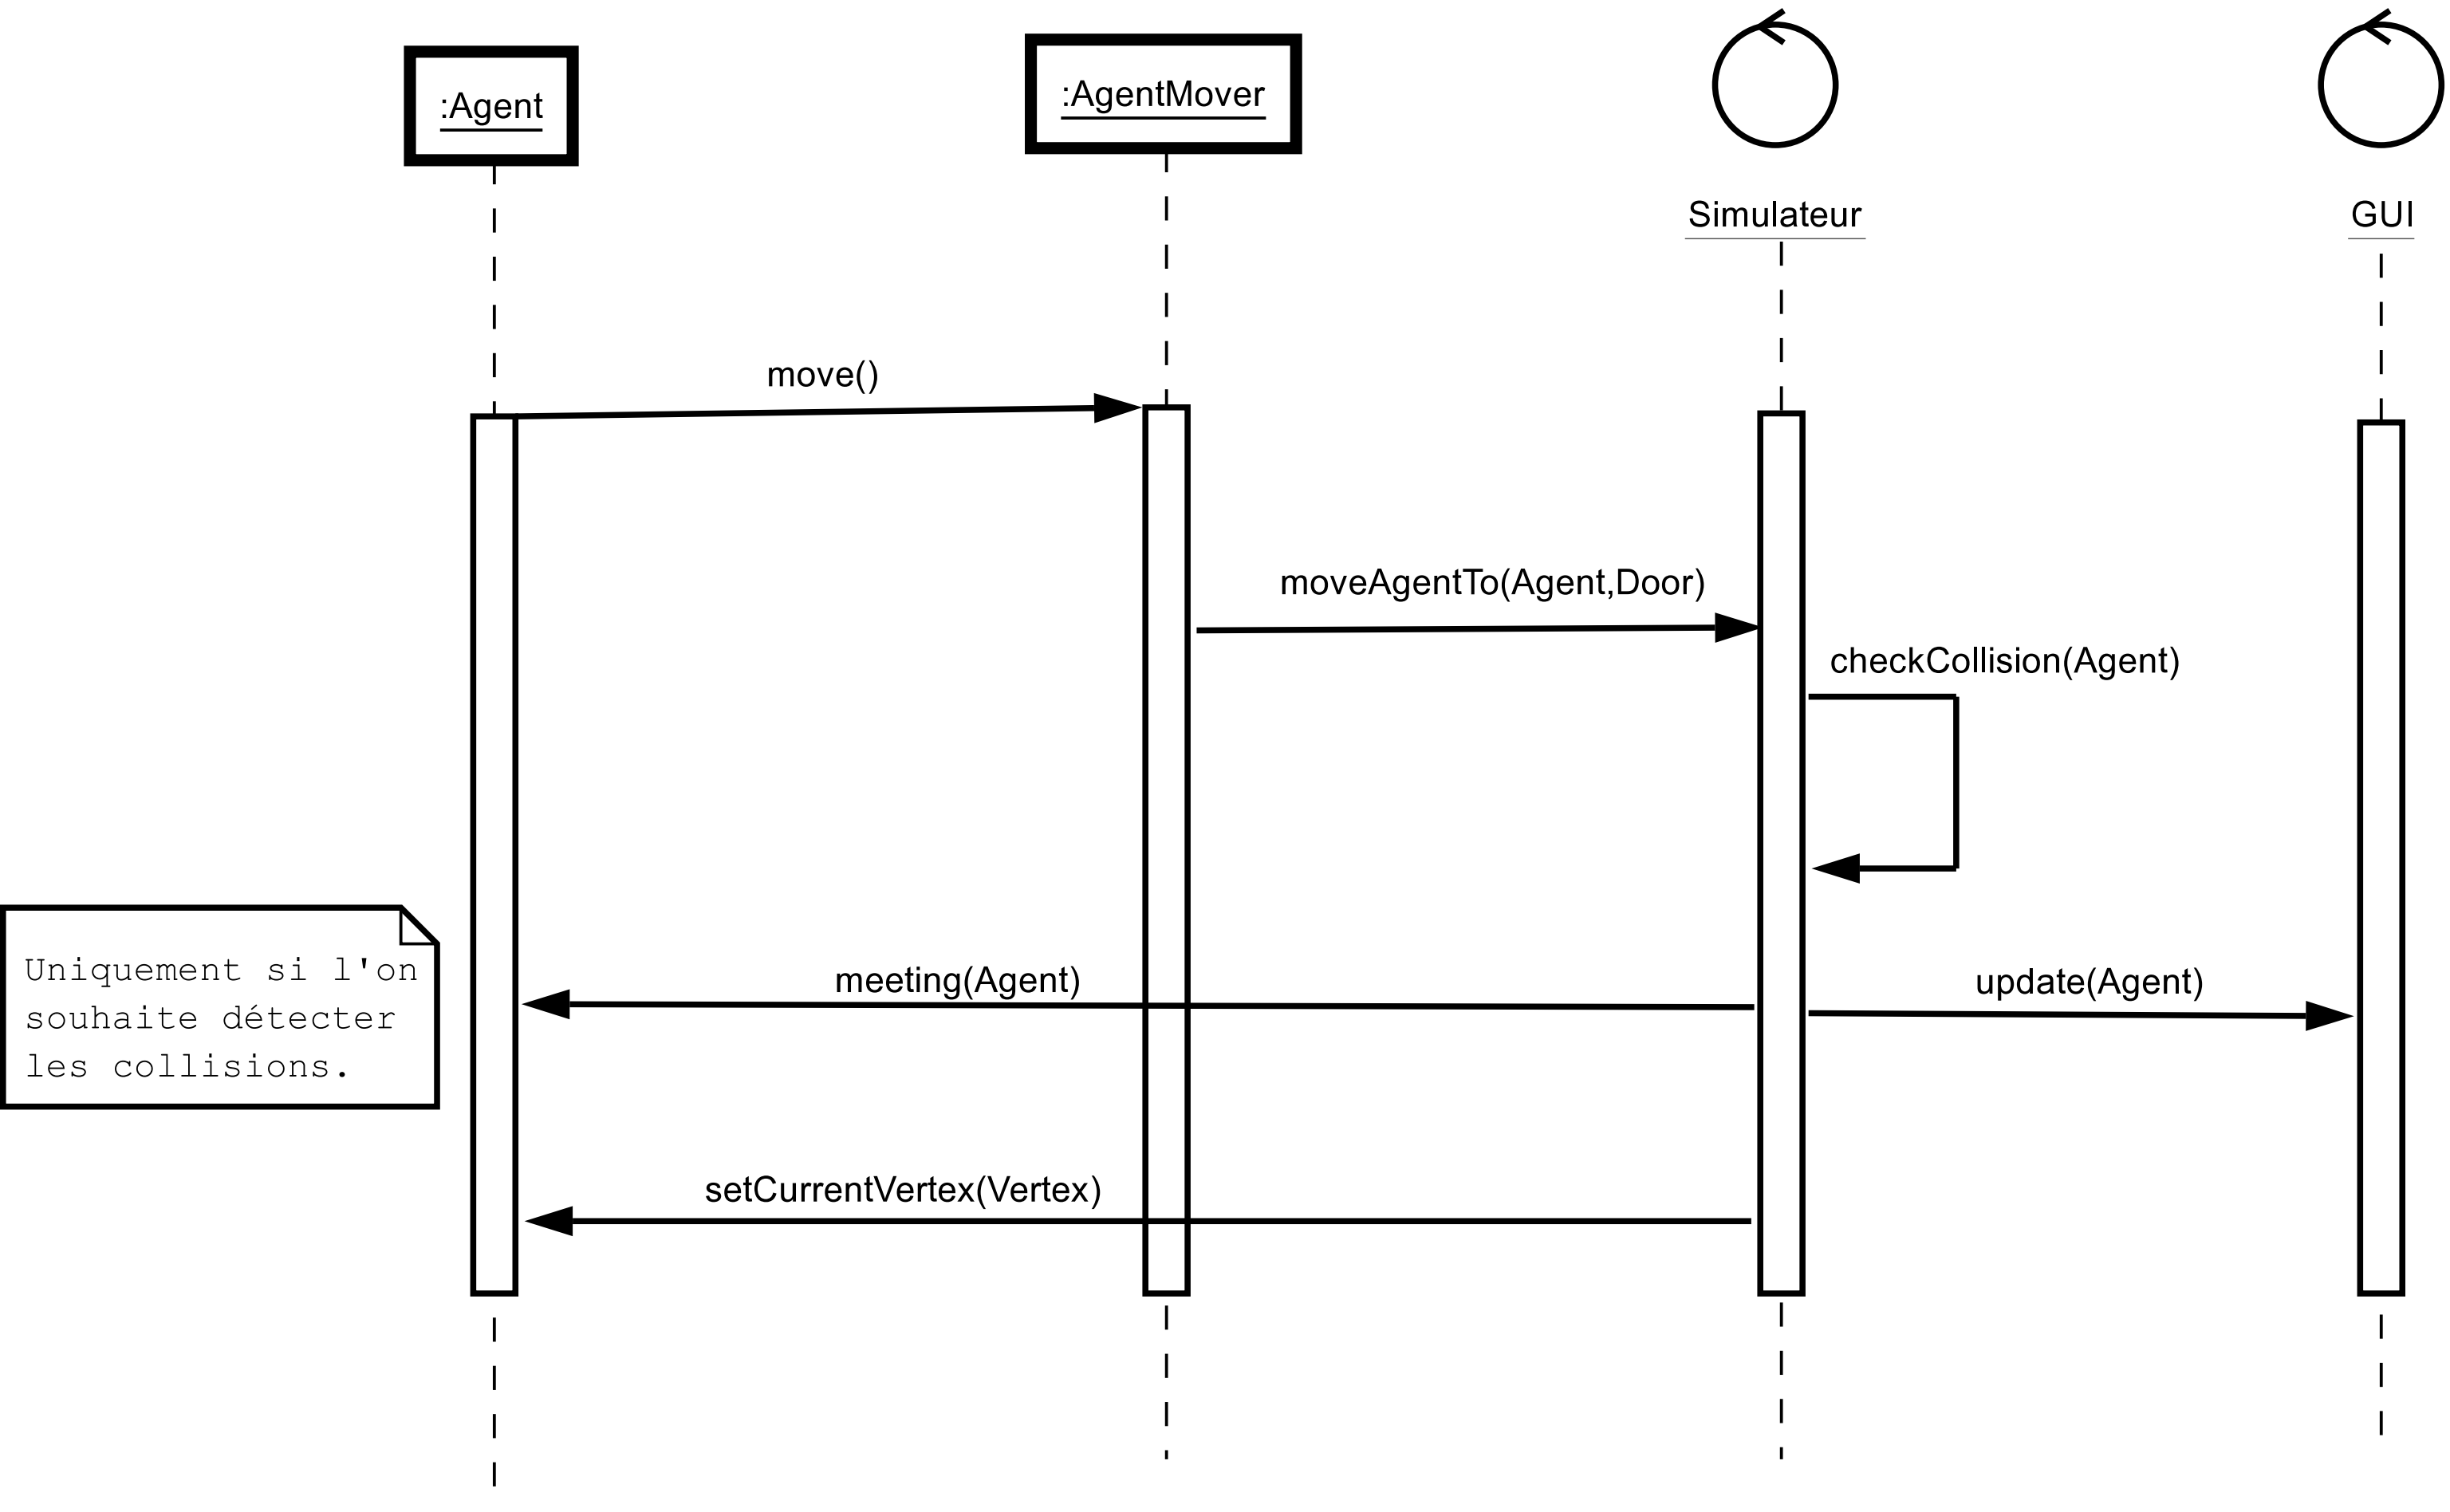 :Agent
:AgentMover
Simulateur
GUI
move()
moveAgentTo(Agent,Door)
checkCollision(Agent)
Uniquement si l'on
souhaite détecter
les collisions.
meeting(Agent)
update(Agent)
setCurrentVertex(Vertex)